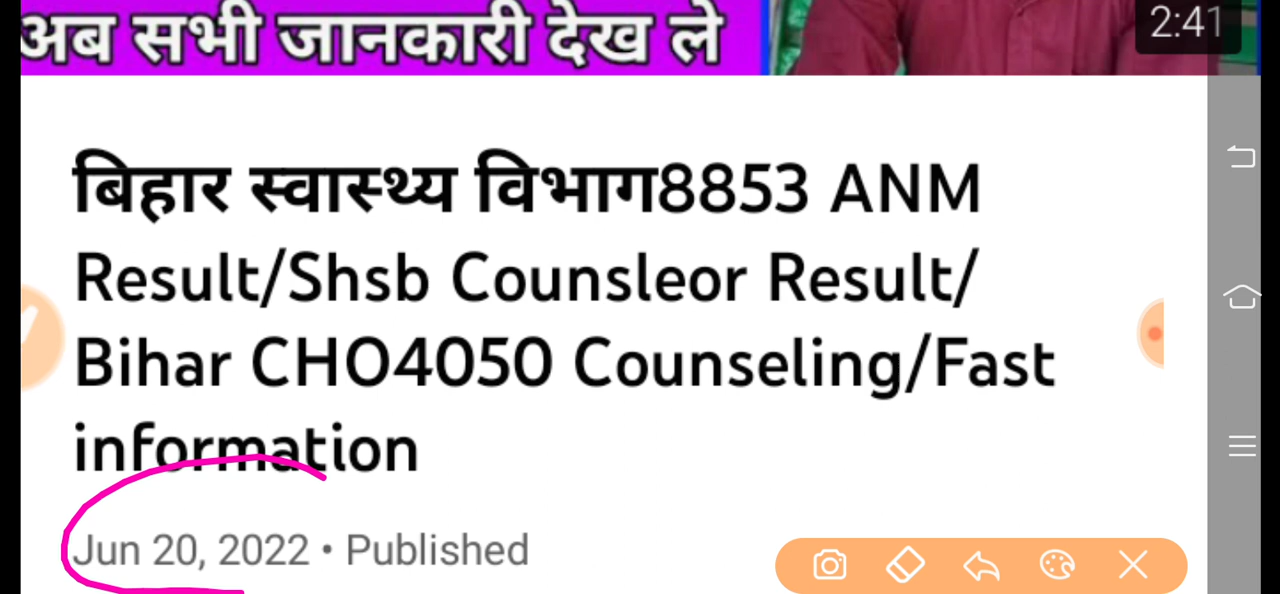 अब सभी जानकारी देख ले
2:41
बिहार स्वास्थ्य विभाग8853 ANM
Result/Shsb Counsleor Result/
Bihar CHO4050 Counseling/Fast
information
Jun 20, 2022 • Published